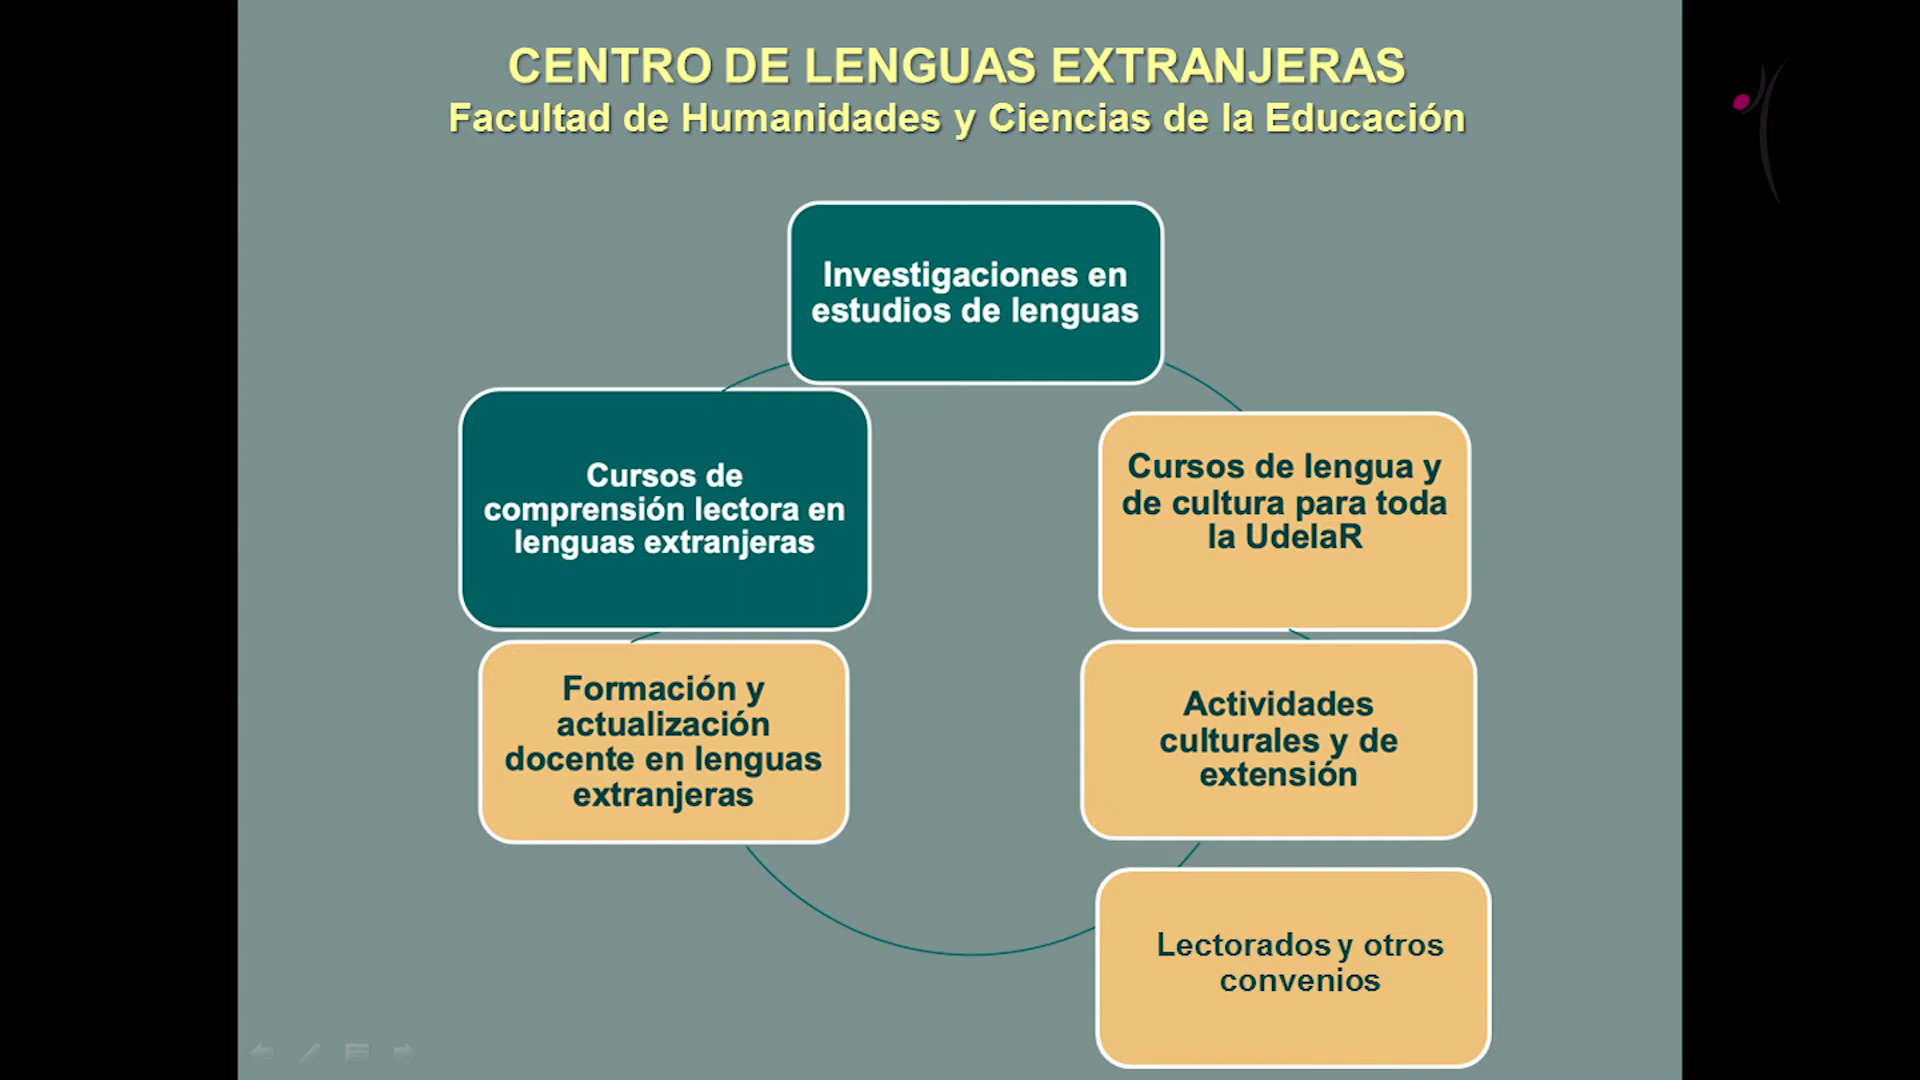 CENTRO DE LENGUAS EXTRANJERAS
Facultad de Humanidades y Ciencias de la Educación
Investigaciones en
estudios de lenguas
Cursos de
comprensión lectora en
lenguas extranjeras
Cursos de lengua y
de cultura para toda
la UdelaR
Formación y
actualización
docente en lenguas
extranjeras
Actividades
culturales y de
extensión
Lectorados y otros
convenios